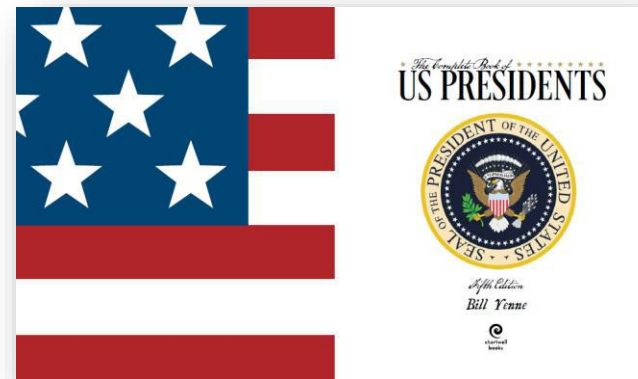 The Complete Book of
US PRESIDENTS
SEAL OF THE PRESIDENT OF THE UNITED STATES
Fifth Edition
Bill Yenne
chartwell
books